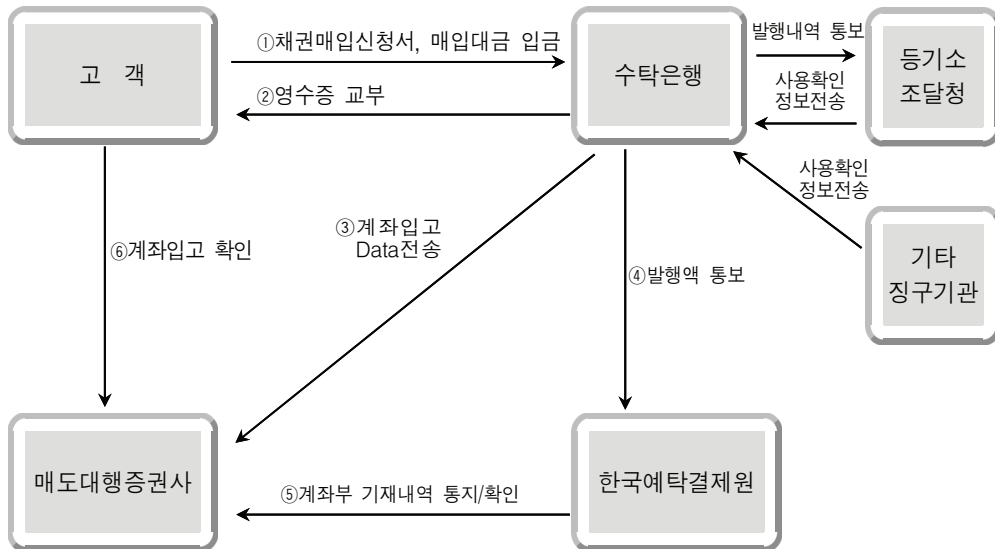 고 객
①채권매입신청서, 매입대금 입금
②영수증 교부
수탁은행
발행내역 통보
사용확인
정보전송
등기소
조달청
사용확인
정보전송
기타
징구기관
③계좌입고
Data전송
④발행액 통보
⑥계좌입고 확인
매도대행증권사
⑤계좌부 기재내역 통지/확인
한국예탁결제원